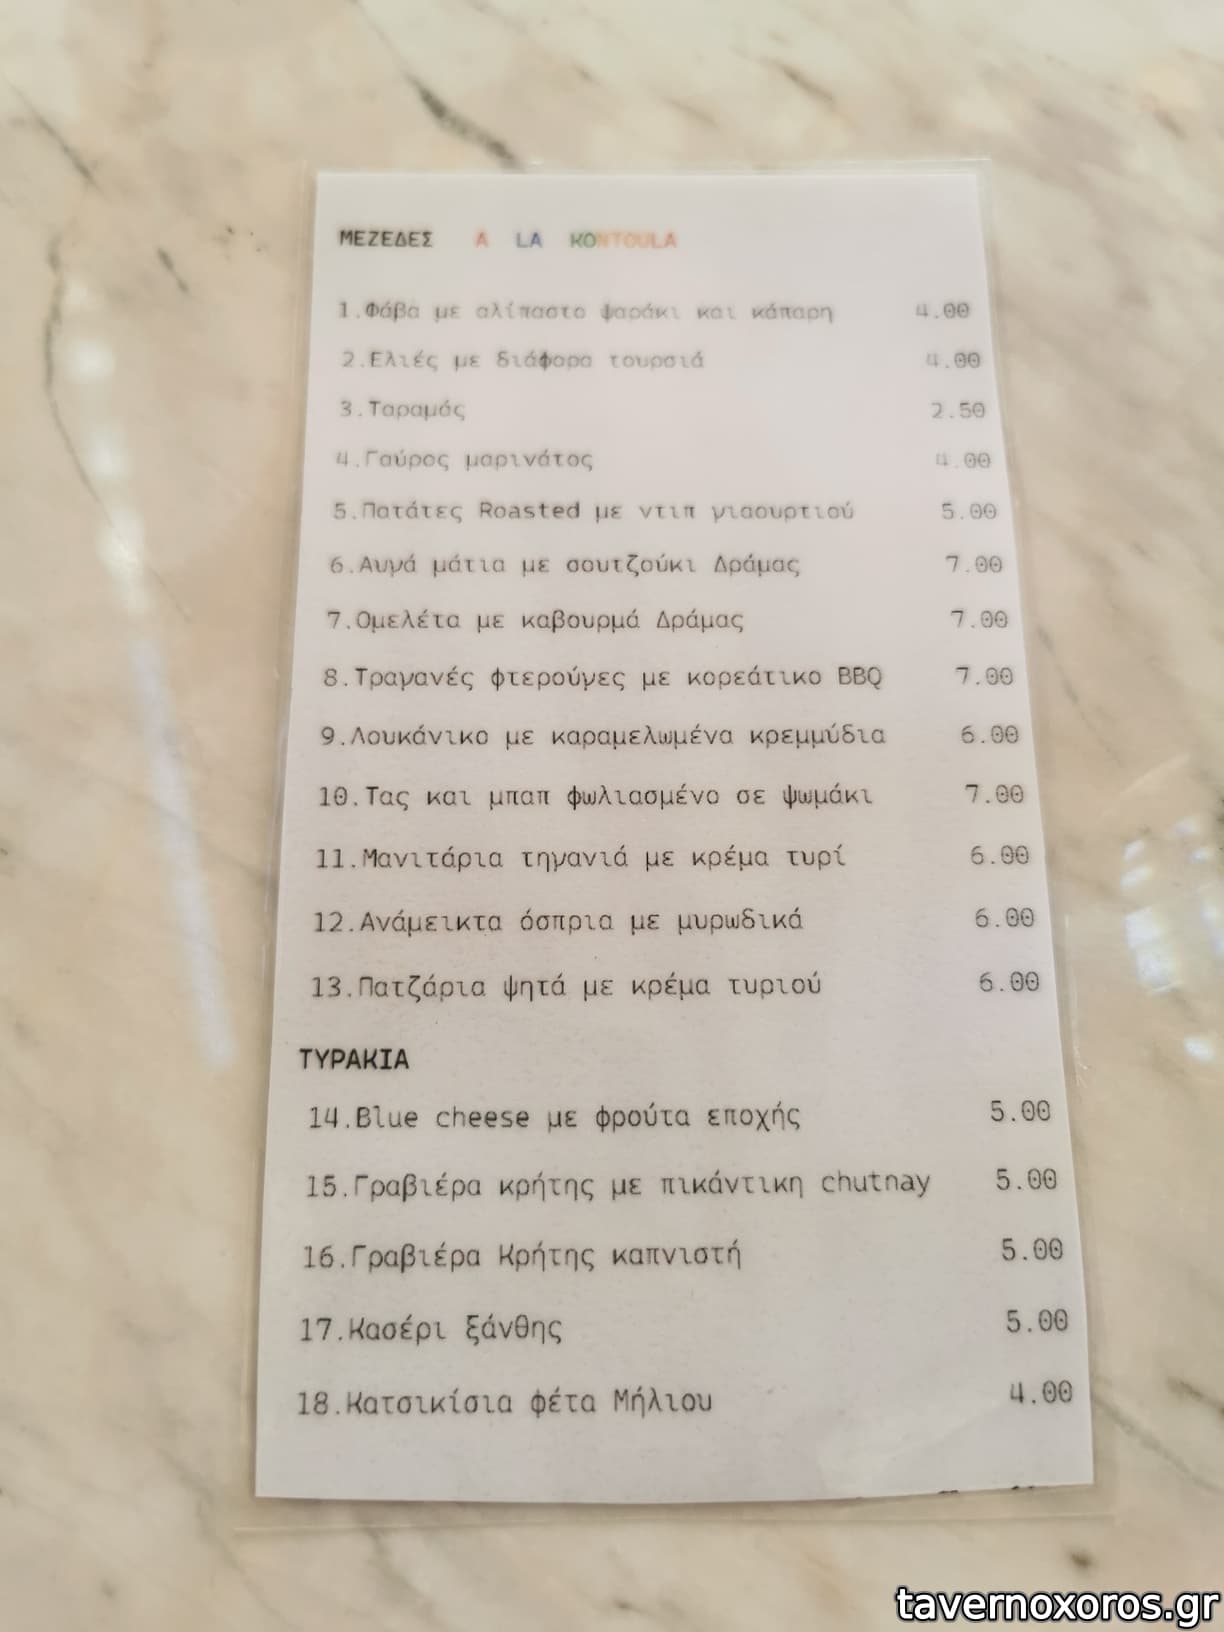 ΜΕΖΕΔΕΣ A LA KONTOULA
1.Φάβα με αλίπαστο ψαράκι και κάπαρη 4.00
2.Ελιές με διάφορα τουρσιά 4.00
3.Ταραμάς 2.50
4.Γαύρος μαρινάτος 4.00
5.Πατάτες Roasted με ντιπ γιαουρτιού 5.00
6.Αυγά μάτια με σουτζούκι Δράμας 7.00
7.Ομελέτα με καβουρμά Δράμας 7.00
8.Τραγανές φτερούγες με κορεάτικο BBQ 7.00
9.Λουκάνικο με καραμελωμένα κρεμμύδια 6.00
10.Τας και μπαπ φωλιασμένο σε ψωμάκι 7.00
11.Μανιτάρια τηγανιά με κρέμα τυρί 6.00
12.Ανάμεικτα όσπρια με μυρωδικά 6.00
13.Πατζάρια ψητά με κρέμα τυριού 6.00
ΤΥΡΑΚΙΑ
14.Blue cheese με φρούτα εποχής 5.00
15.Γραβιέρα κρήτης με πικάντικη chutnay 5.00
16.Γραβιέρα Κρήτης καπνιστή 5.00
17.Κασέρι ξάνθης 5.00
18.Κατσικίσια φέτα Μήλιου 4.00
tavernoxoros.gr